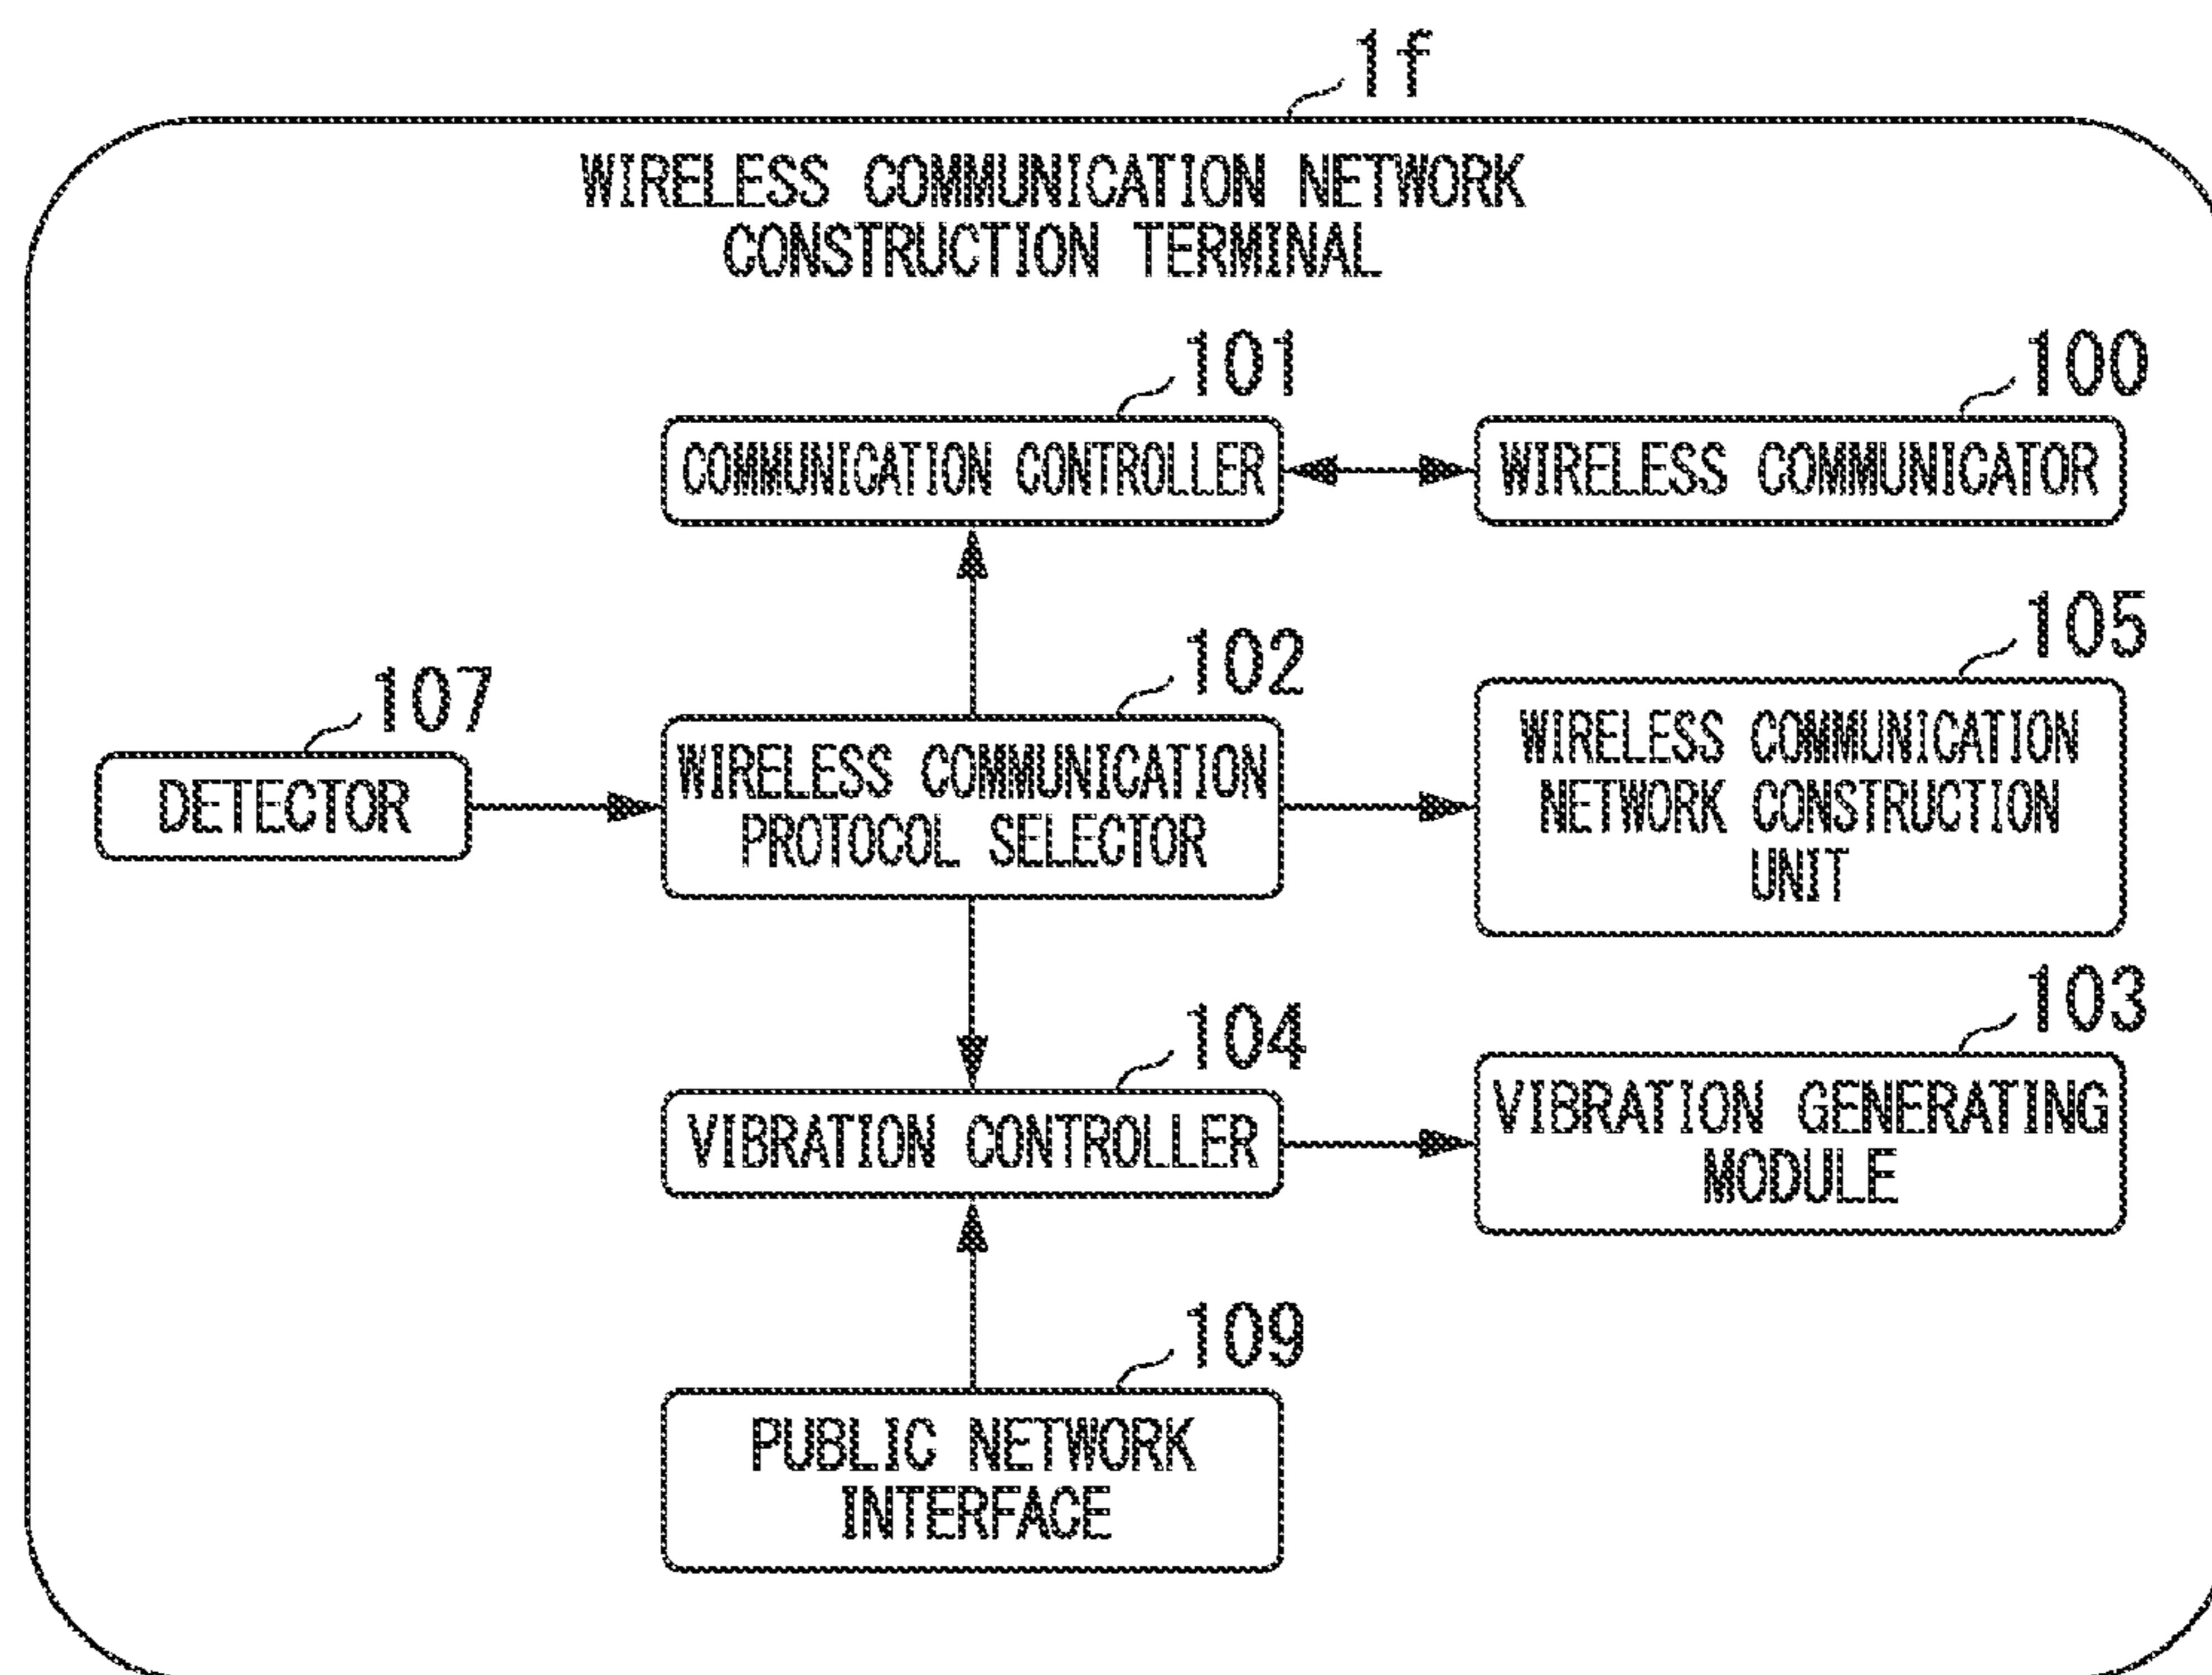 1f
WIRELESS COMMUNICATION NETWORK
CONSTRUCTION TERMINAL
101
100
COMMUNICATION CONTROLLER
WIRELESS COMMUNICATOR
107
102
105
DETECTOR
WIRELESS COMMUNICATION
PROTOCOL SELECTOR
WIRELESS COMMUNICATION
NETWORK CONSTRUCTION
UNIT
104
103
VIBRATION CONTROLLER
VIBRATION GENERATING
MODULE
109
PUBLIC NETWORK
INTERFACE